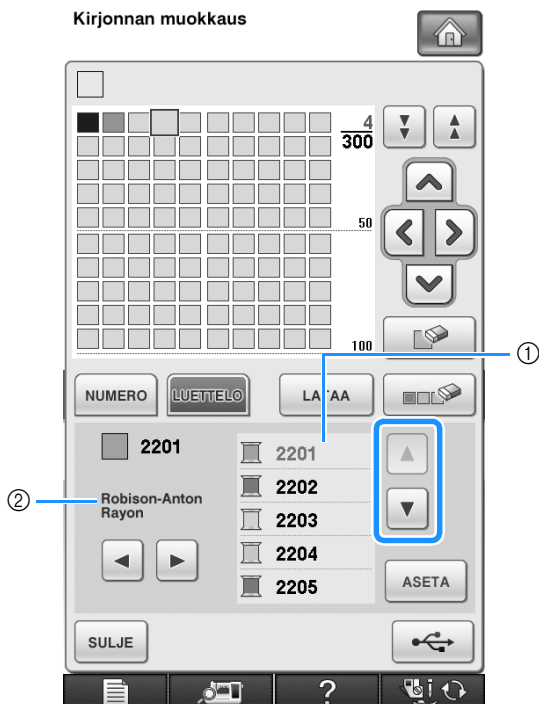 Kirjonnan muokkaus
4
300
50
100
①
NUMERO
LUETTELO
LATAA
2201
2201
②
Robison-Anton
Rayon
2202
2203
2204
2205
ASETA
SULJE
?
i